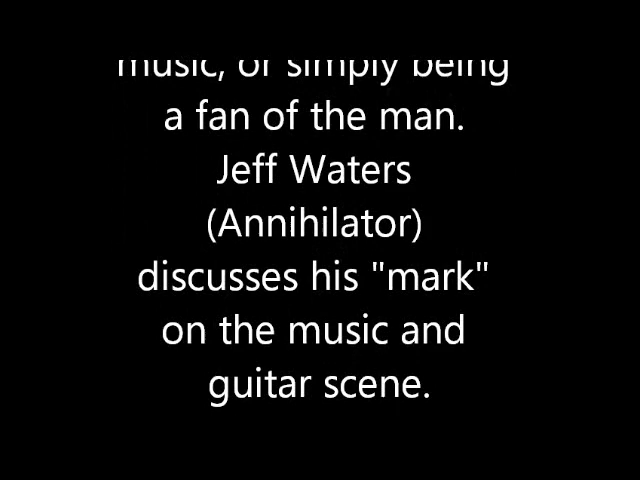 music, or simply being
a fan of the man.
Jeff Waters
(Annihilator)
discusses his "mark"
on the music and
guitar scene.